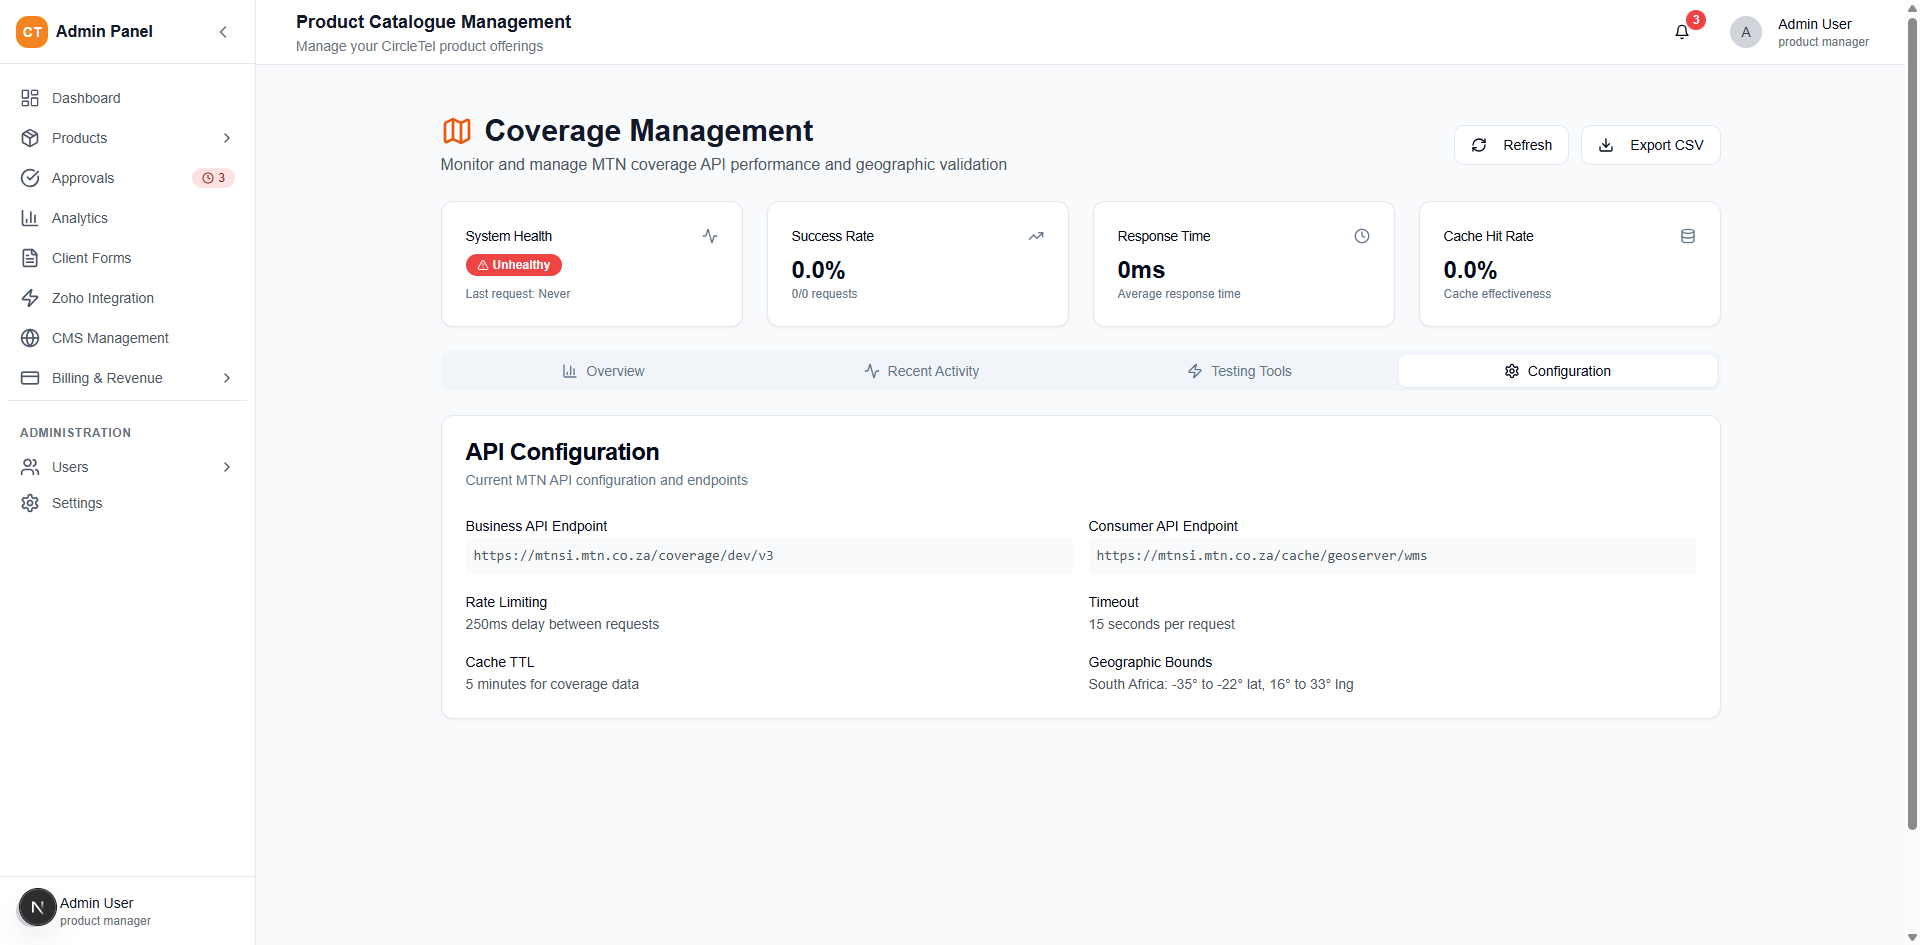 CT Admin Panel
Dashboard
Products
Approvals 3
Analytics
Client Forms
Zoho Integration
CMS Management
Billing & Revenue
ADMINISTRATION
Users
Settings
N Admin User
product manager
Product Catalogue Management
Manage your CircleTel product offerings
3
A
Admin User
product manager
Coverage Management
Monitor and manage MTN coverage API performance and geographic validation
Refresh
Export CSV
System Health
Unhealthy
Last request: Never
Success Rate
0.0%
0/0 requests
Response Time
0ms
Average response time
Cache Hit Rate
0.0%
Cache effectiveness
Overview
Recent Activity
Testing Tools
Configuration
API Configuration
Current MTN API configuration and endpoints
Business API Endpoint
https://mtnsi.mtn.co.za/coverage/dev/v3
Consumer API Endpoint
https://mtnsi.mtn.co.za/cache/geoserver/wms
Rate Limiting
250ms delay between requests
Timeout
15 seconds per request
Cache TTL
5 minutes for coverage data
Geographic Bounds
South Africa: -35° to -22° lat, 16° to 33° lng